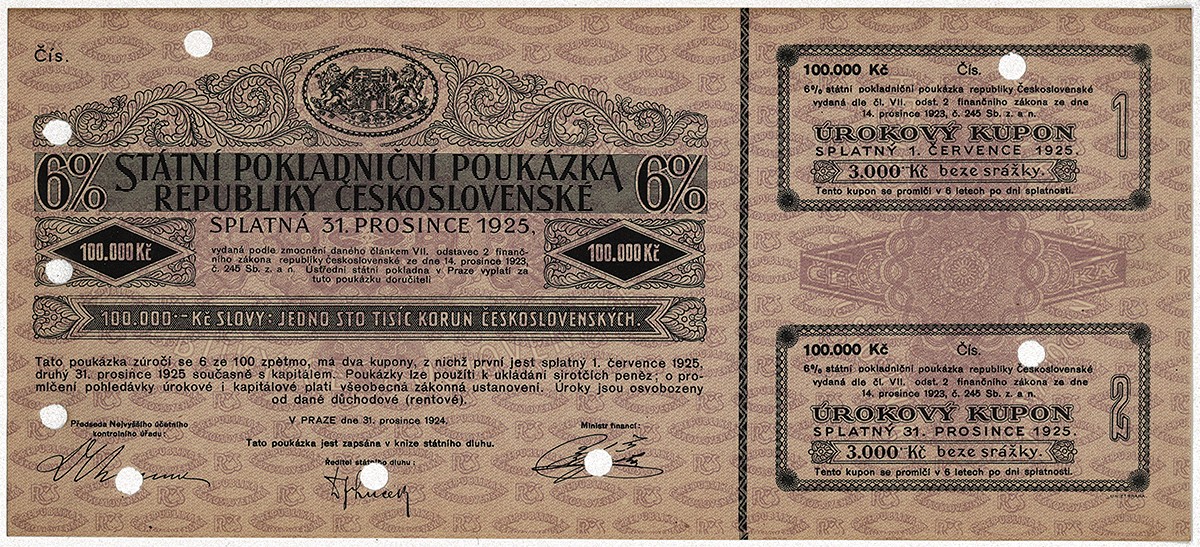 Čís.
6% STÁTNÍ POKLADNIČNÍ POUKÁZKA 6%
REPUBLIKY ČESKOSLOVENSKÉ
SPLATNÁ 31. PROSINCE 1925,
100.000 Kč
vydaná podle zmocnění daného článkem VII. odstavec 2 finanč-
ního zákona republiky Československé ze dne 14. prosince 1923,
č. 245 Sb. z. a n. Ústřední státní pokladna v Praze vyplatí za
tuto poukázku doručiteli
100.000 Kč
100.000·— Kč SLOVY: JEDNO STO TISÍC KORUN ČESKOSLOVENSKÝCH.
Tato poukázka zúročí se 6 ze 100 zpětmo, má dva kupony, z nichž první jest splatný 1. července 1925,
druhý 31. prosince 1925 současně s kapitálem. Poukázky lze použíti k ukládání sirotčích peněz; o pro-
mlčení pohledávky úrokové i kapitálové platí všeobecná zákonná ustanovení. Úroky jsou osvobozeny
od daně důchodové (rentové).
V PRAZE dne 31. prosince 1924.
Předseda Nejvyššího účetního
kontrolního úřadu:
Ministr financí:
Tato poukázka jest zapsána v knize státního dluhu.
Ředitel státního dluhu:
100.000 Kč Čís.
6% státní pokladniční poukázka republiky Československé
vydaná dle čl. VII. odst. 2 finančního zákona ze dne
14. prosince 1923, č. 245 Sb. z. a n.
ÚROKOVÝ KUPON
SPLATNÝ 1. ČERVENCE 1925.
3.000 Kč beze srážky.
Tento kupon se promlčí v 6 letech po dni splatnosti.
1
100.000 Kč Čís.
6% státní pokladniční poukázka republiky Československé
vydaná dle čl. VII. odst. 2 finančního zákona ze dne
14. prosince 1923, č. 245 Sb. z. a n.
ÚROKOVÝ KUPON
SPLATNÝ 31. PROSINCE 1925.
3.000 Kč beze srážky.
Tento kupon se promlčí v 6 letech po dni splatnosti.
2